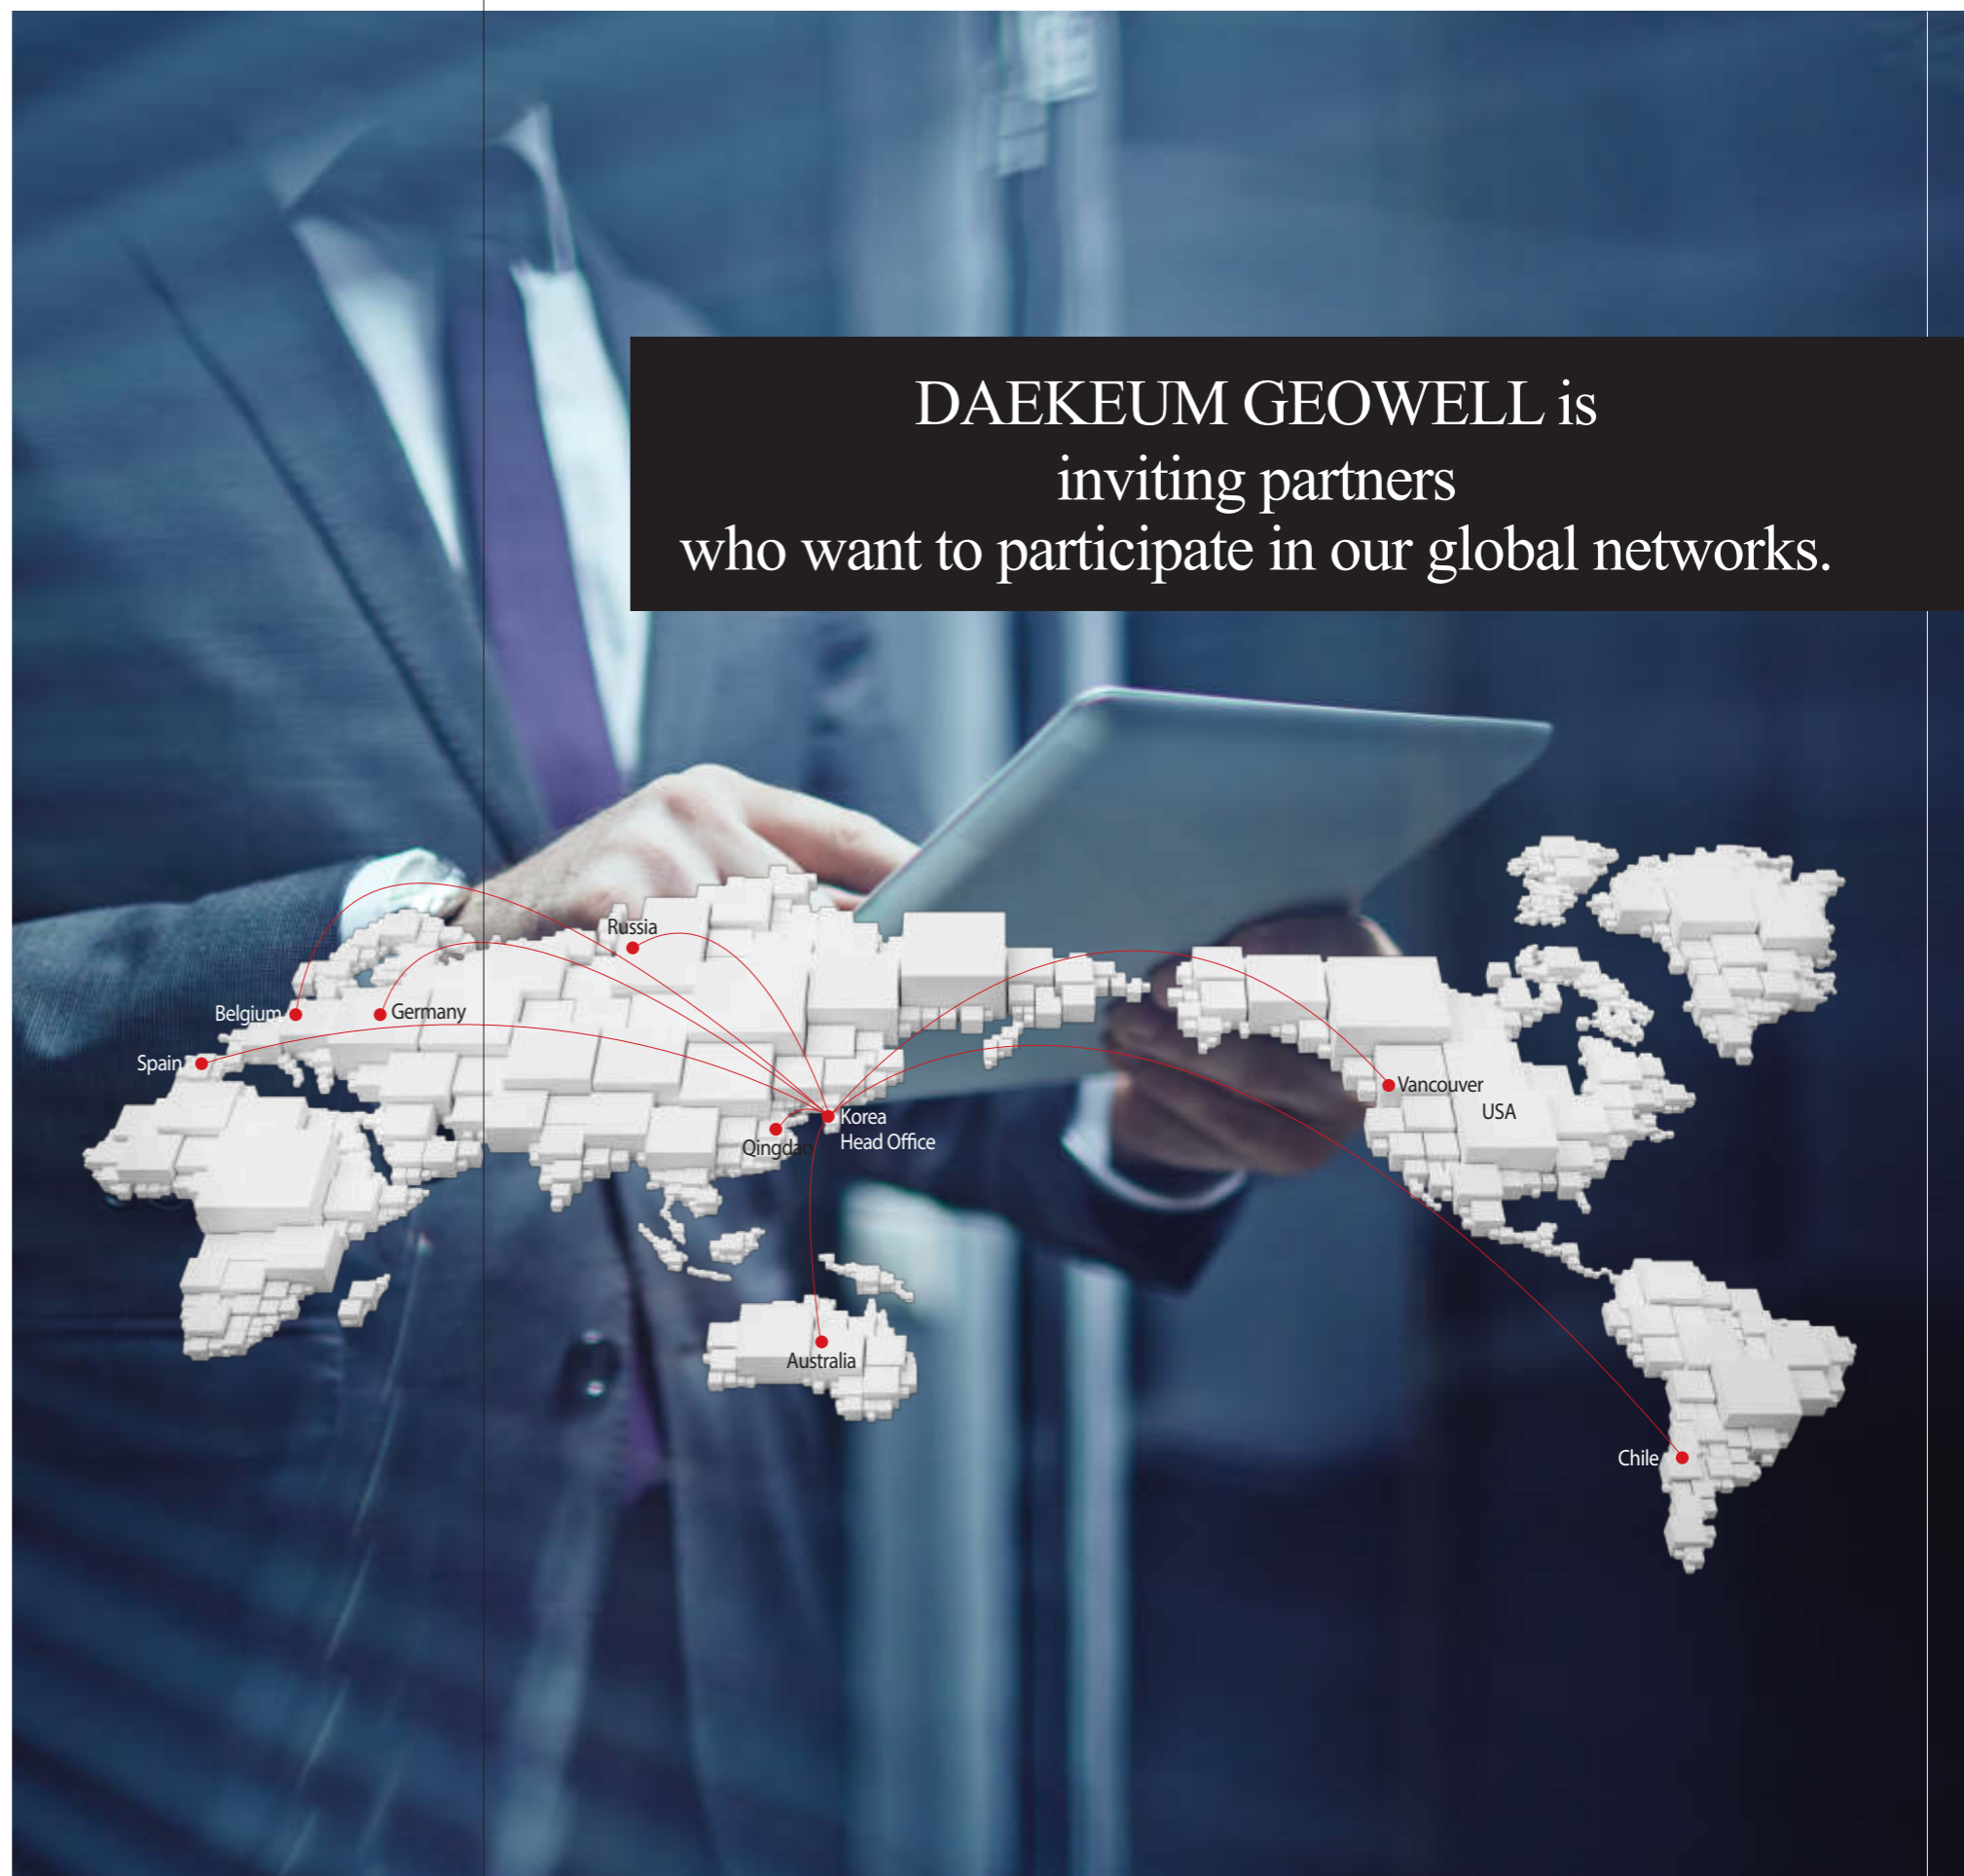 DAEKEUM GEOWELL is
inviting partners
who want to participate in our global networks.
Russia
Belgium
Germany
Spain
Vancouver
USA
Korea
Head Office
Qingdao
Australia
Chile